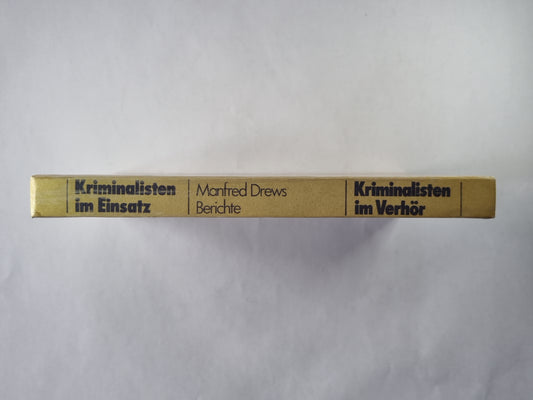 Kriminalisten
im Einsatz
Manfred Drews
Berichte
Kriminalisten
im Verhör